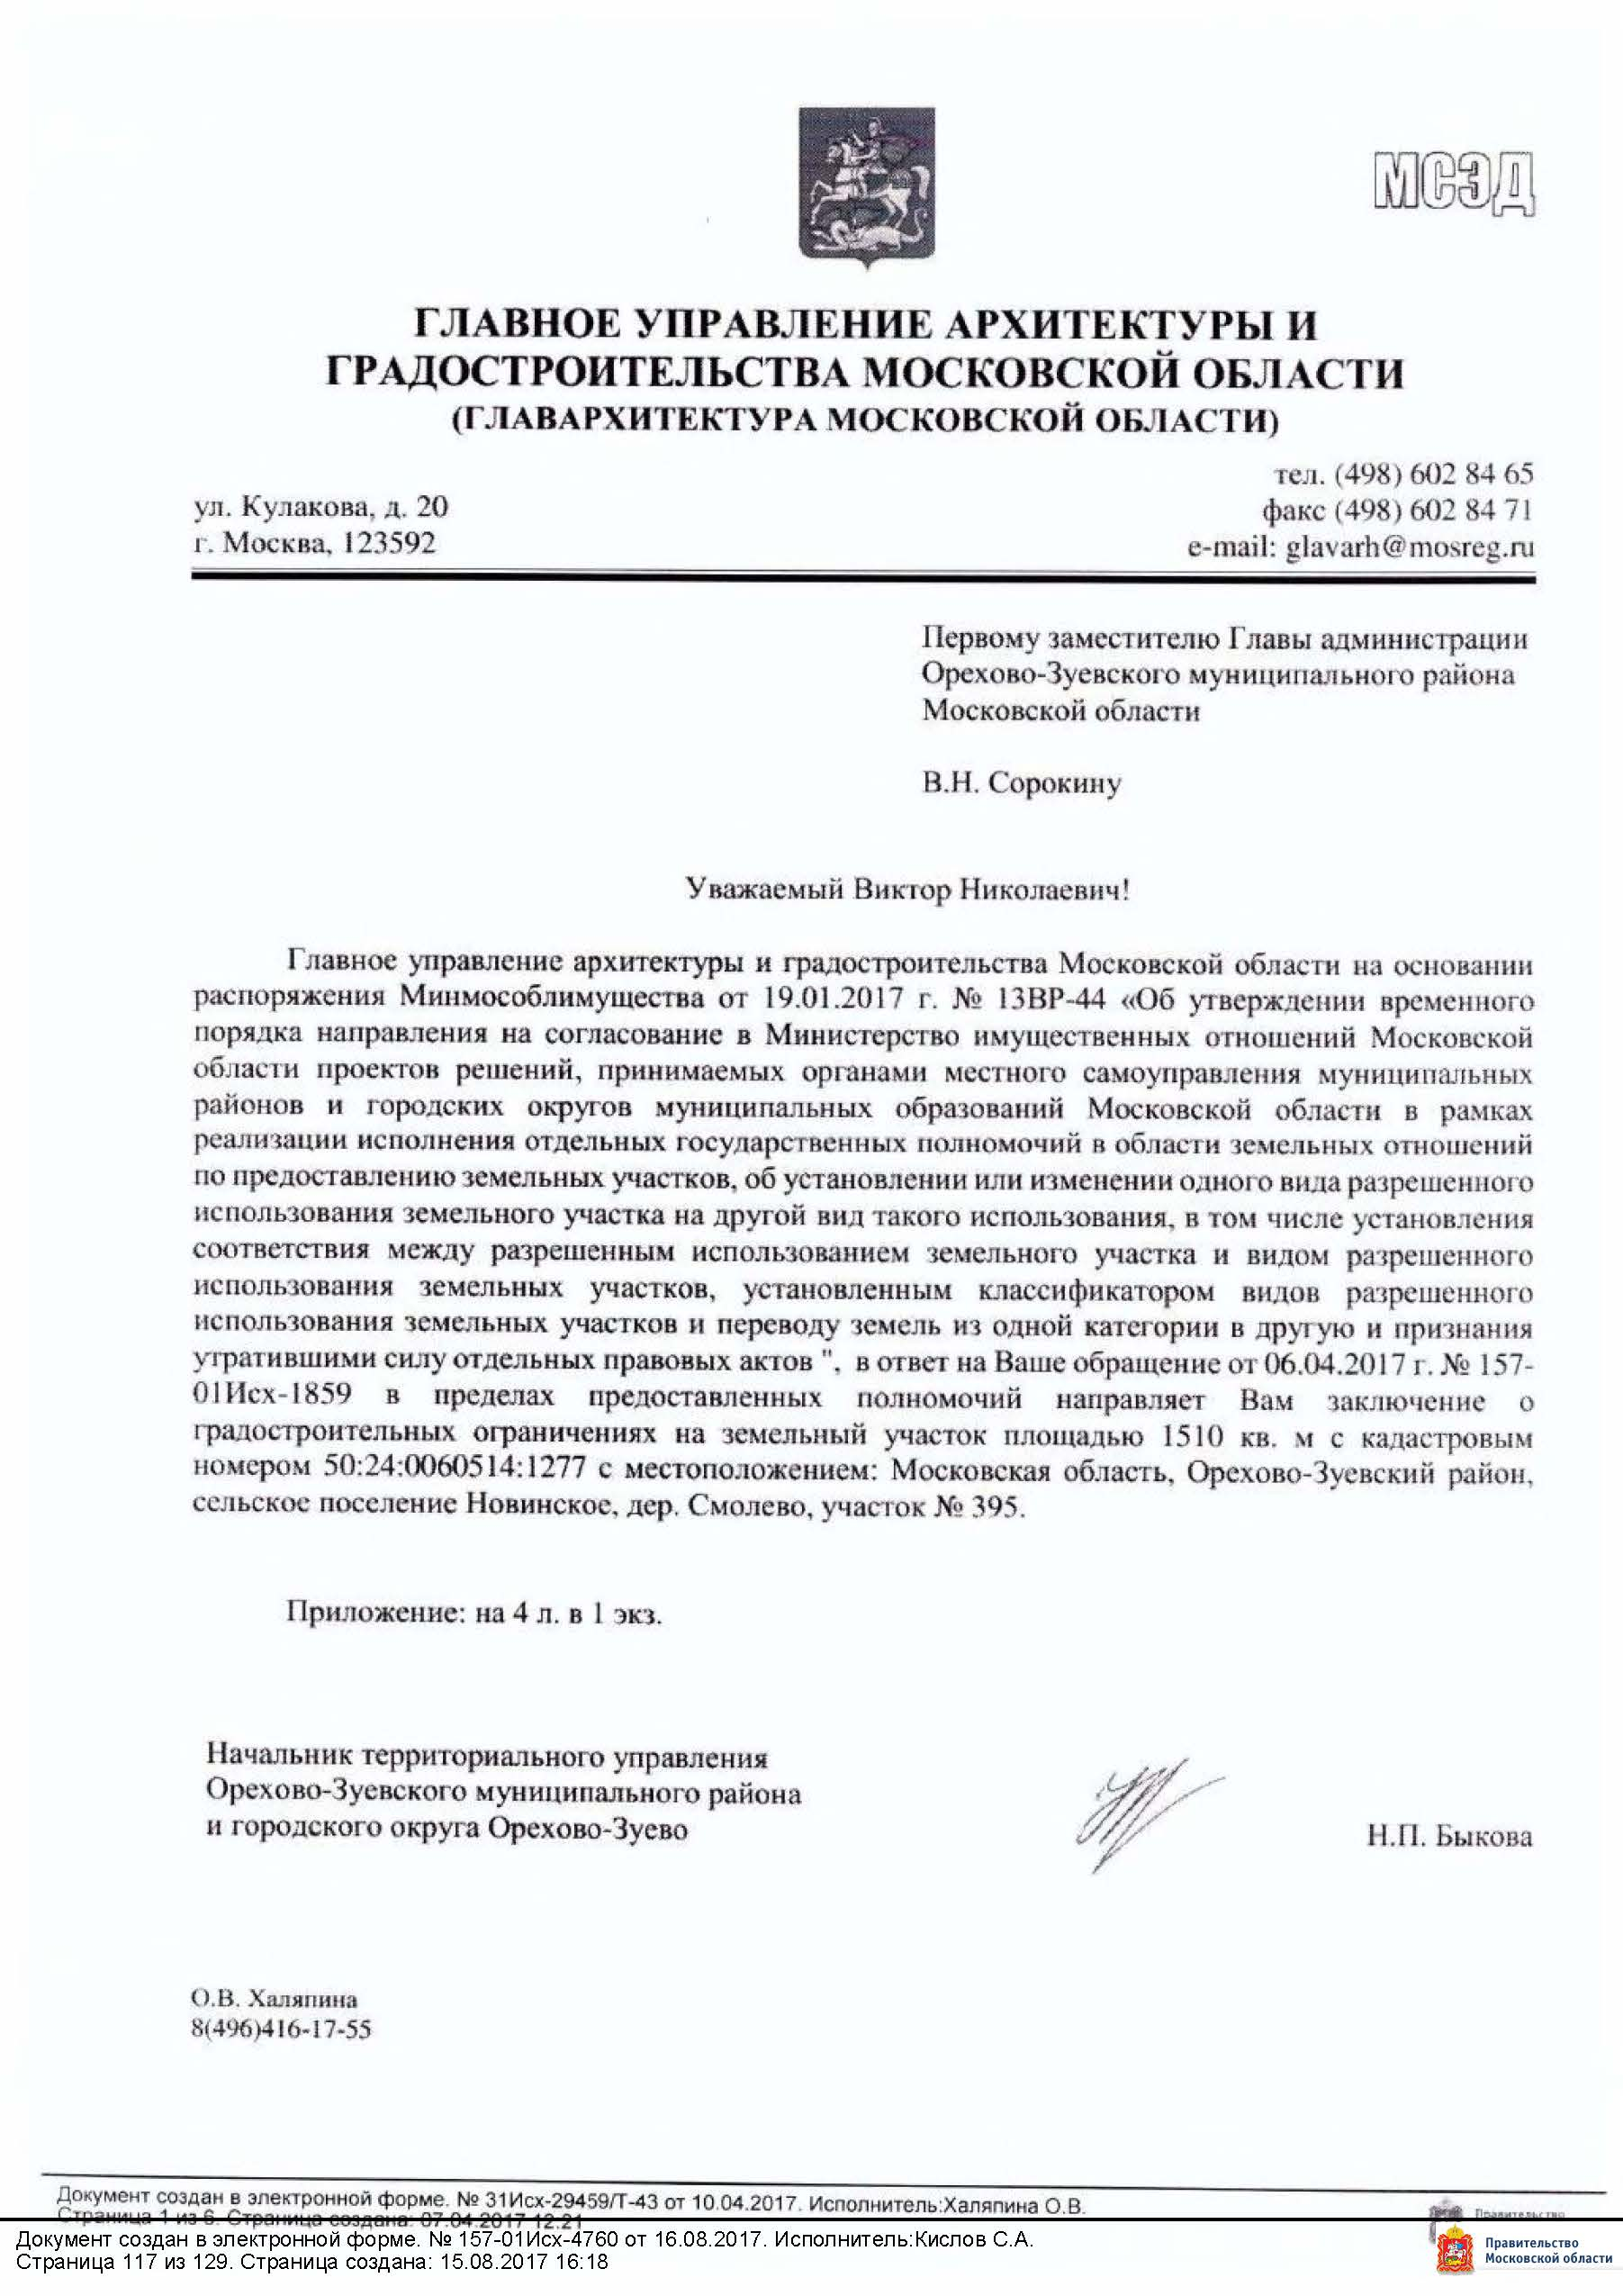 МСЭД
ГЛАВНОЕ УПРАВЛЕНИЕ АРХИТЕКТУРЫ И
ГРАДОСТРОИТЕЛЬСТВА МОСКОВСКОЙ ОБЛАСТИ
(ГЛАВАРХИТЕКТУРА МОСКОВСКОЙ ОБЛАСТИ)
ул. Кулакова, д. 20
г. Москва, 123592
тел. (498) 602 84 65
факс (498) 602 84 71
e-mail: glavarh@mosreg.ru
Первому заместителю Главы администрации
Орехово-Зуевского муниципального района
Московской области
В.Н. Сорокину
Уважаемый Виктор Николаевич!
Главное управление архитектуры и градостроительства Московской области на основании
распоряжения Минмособлимущества от 19.01.2017 г. № 13ВР-44 «Об утверждении временного
порядка направления на согласование в Министерство имущественных отношений Московской
области проектов решений, принимаемых органами местного самоуправления муниципальных
районов и городских округов муниципальных образований Московской области в рамках
реализации исполнения отдельных государственных полномочий в области земельных отношений
по предоставлению земельных участков, об установлении или изменении одного вида разрешенного
использования земельного участка на другой вид такого использования, в том числе установления
соответствия между разрешенным использованием земельного участка и видом разрешенного
использования земельных участков, установленным классификатором видов разрешенного
использования земельных участков и переводу земель из одной категории в другую и признания
утратившими силу отдельных правовых актов ", в ответ на Ваше обращение от 06.04.2017 г. № 157-
01Исх-1859 в пределах предоставленных полномочий направляет Вам заключение о
градостроительных ограничениях на земельный участок площадью 1510 кв. м с кадастровым
номером 50:24:0060514:1277 с местоположением: Московская область, Орехово-Зуевский район,
сельское поселение Новинское, дер. Смолево, участок № 395.
Приложение: на 4 л. в 1 экз.
Начальник территориального управления
Орехово-Зуевского муниципального района
и городского округа Орехово-Зуево
Н.П. Быкова
О.В. Халяпина
8(496)416-17-55
Документ создан в электронной форме. № 31Исх-29459/Т-43 от 10.04.2017. Исполнитель:Халяпина О.В.
Страница 1 из 6. Страница создана: 07.04.2017 12:21
Правительство
Документ создан в электронной форме. № 157-01Исх-4760 от 16.08.2017. Исполнитель:Кислов С.А.
Страница 117 из 129. Страница создана: 15.08.2017 16:18
Правительство
Московской области